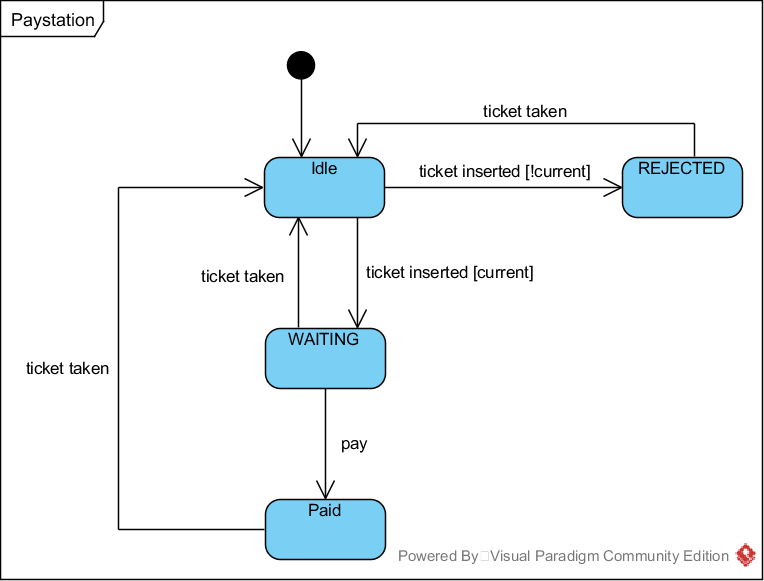 Paystation
ticket taken
Idle
ticket inserted [!current]
REJECTED
ticket taken
ticket inserted [current]
WAITING
ticket taken
pay
Paid
Powered By Visual Paradigm Community Edition